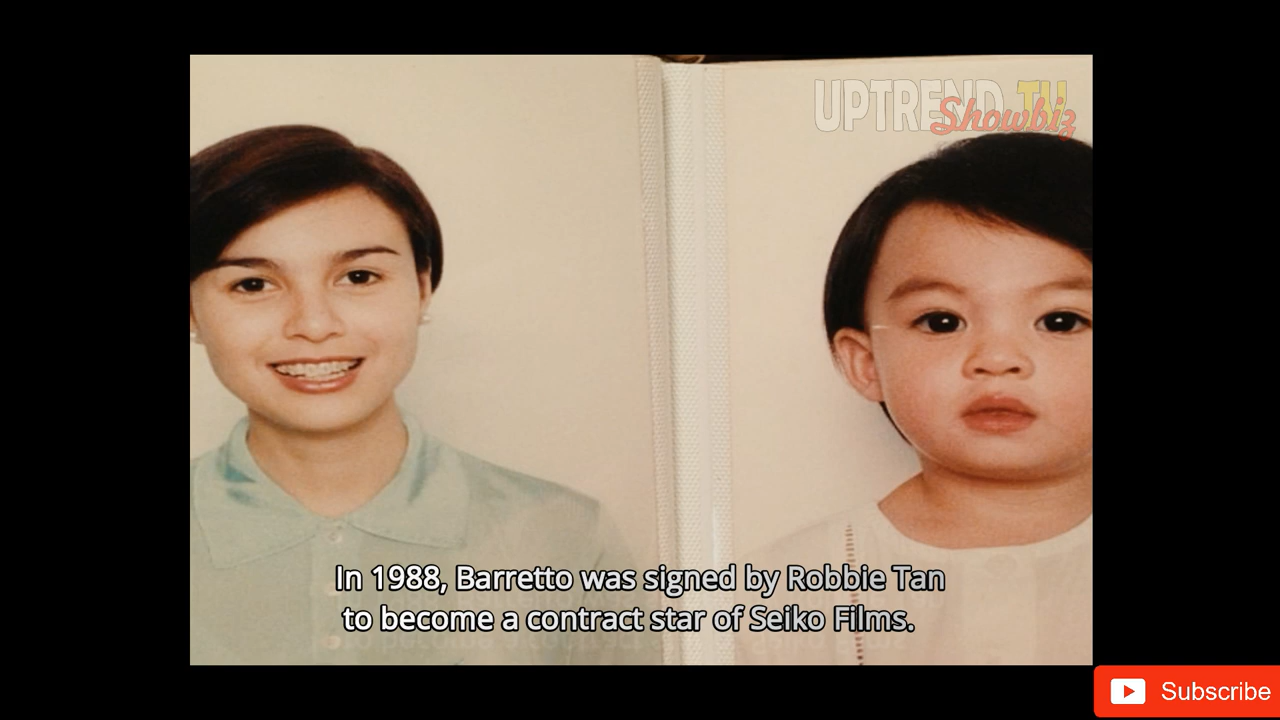 UPTREND TV
Showbiz
In 1988, Barretto was signed by Robbie Tan
to become a contract star of Seiko Films.
Subscribe